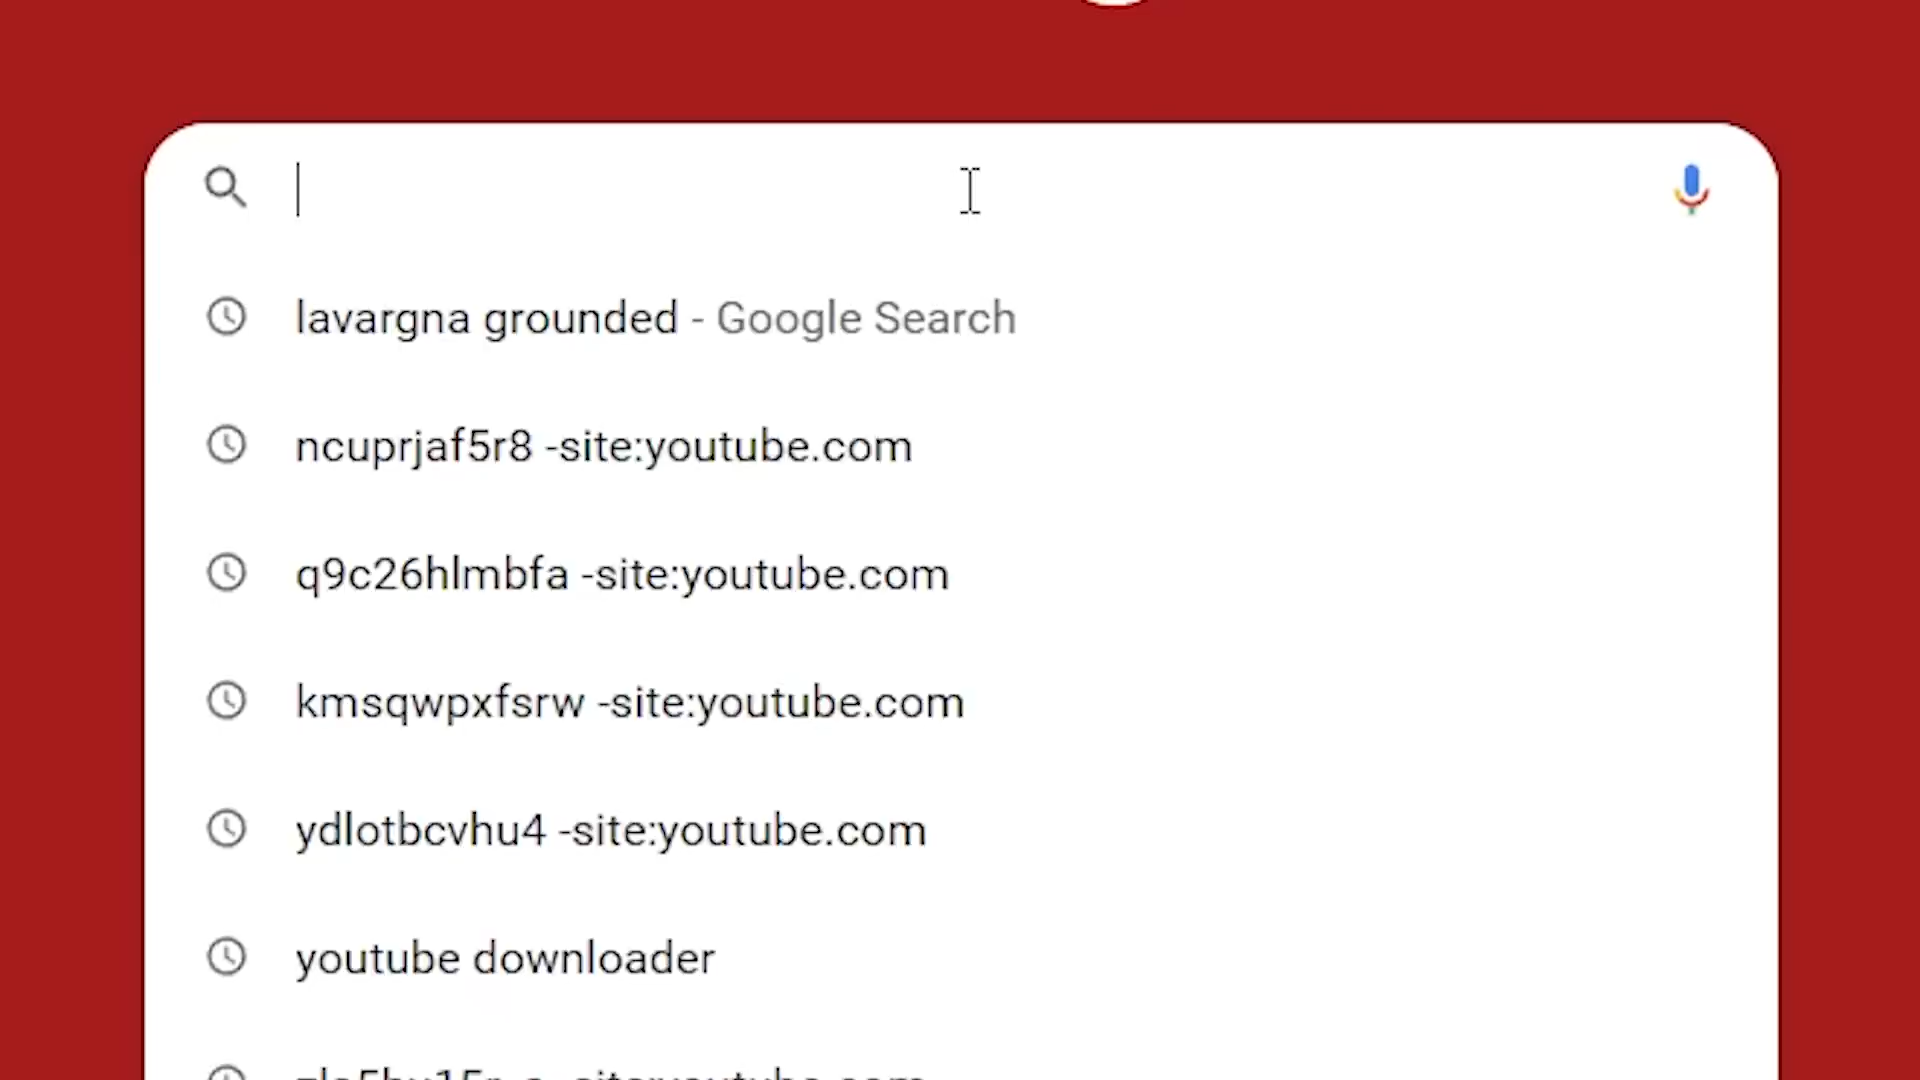 lavargna grounded - Google Search
ncuprjaf5r8 -site:youtube.com
q9c26hlmbfa -site:youtube.com
kmsqwpxfsrw -site:youtube.com
ydlotbcvhu4 -site:youtube.com
youtube downloader